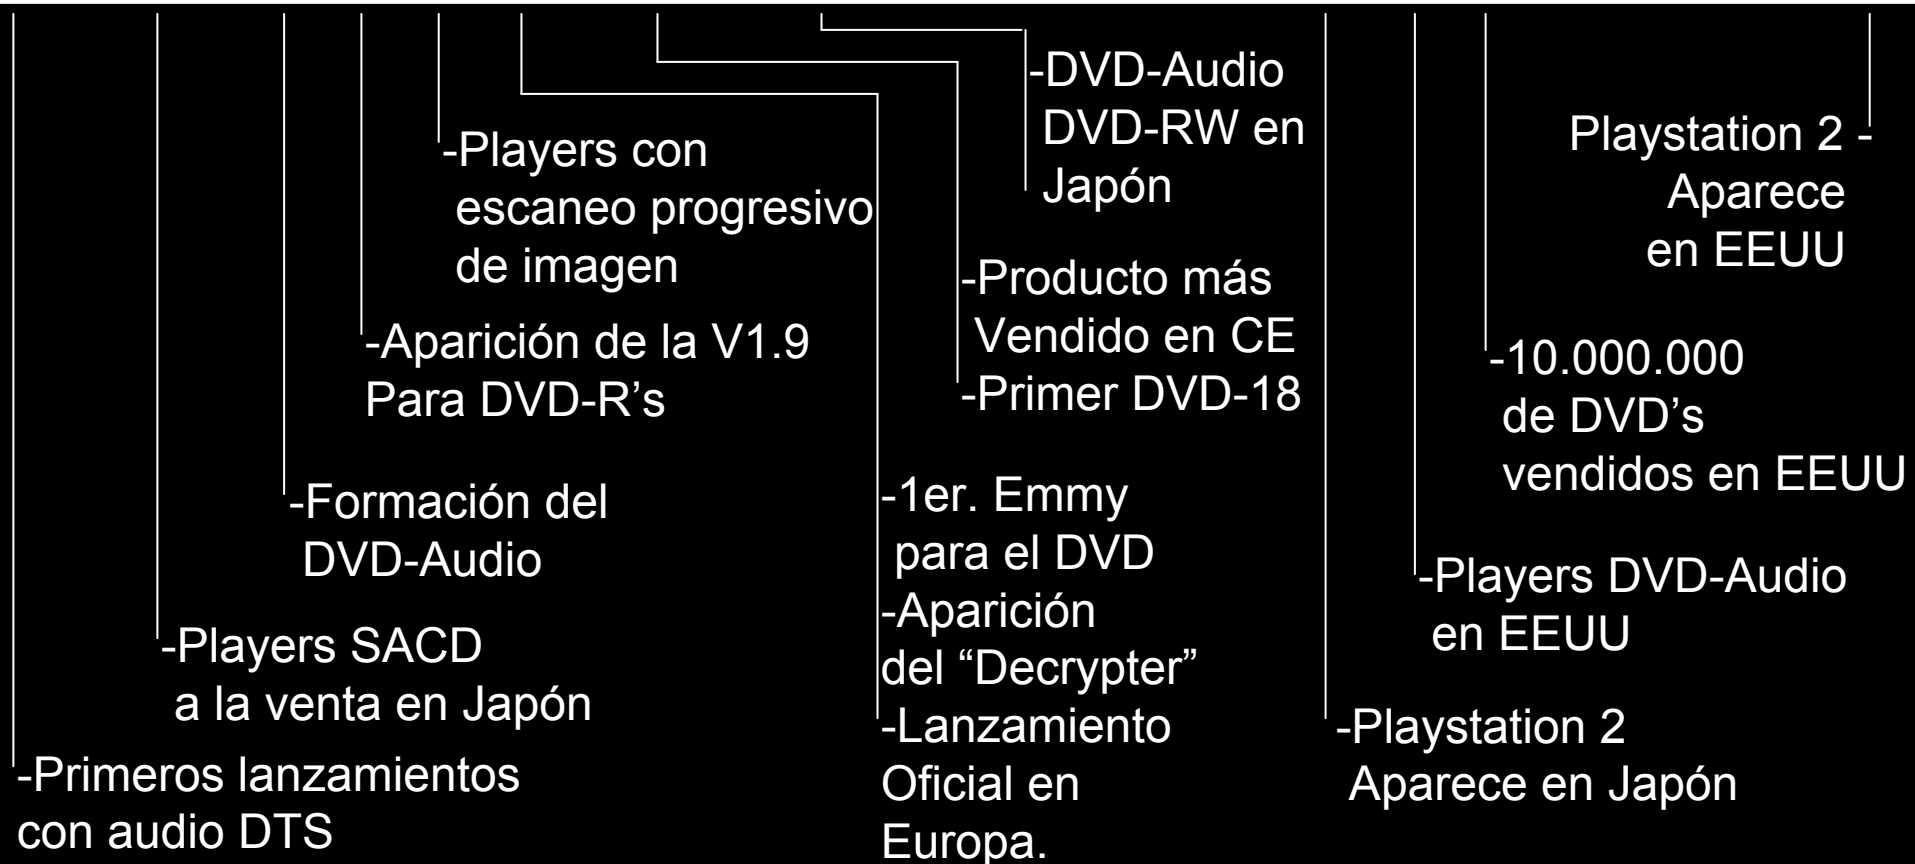 -Primeros lanzamientos
con audio DTS
-Players SACD
a la venta en Japón
-Formación del
DVD-Audio
-Aparición de la V1.9
Para DVD-R’s
-Players con
escaneo progresivo
de imagen
-1er. Emmy
para el DVD
-Aparición
del “Decrypter”
-Lanzamiento
Oficial en
Europa.
-Producto más
Vendido en CE
-Primer DVD-18
-DVD-Audio
DVD-RW en
Japón
-Playstation 2
Aparece en Japón
-Players DVD-Audio
en EEUU
-10.000.000
de DVD’s
vendidos en EEUU
Playstation 2 -
Aparece
en EEUU